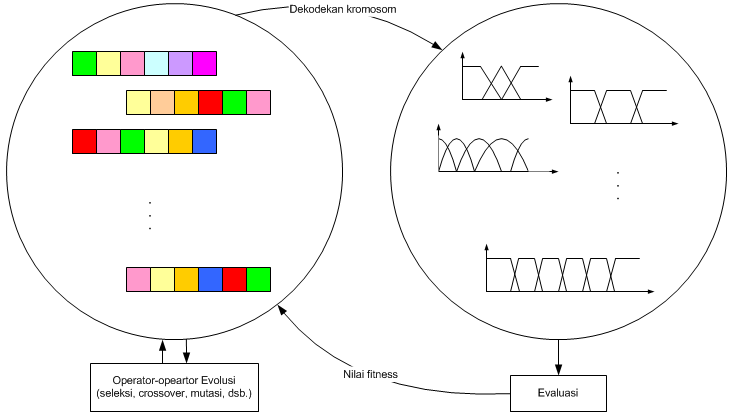 Dekodekan kromosom
Operator-opeartor Evolusi
(seleksi, crossover, mutasi, dsb.)
Nilai fitness
Evaluasi